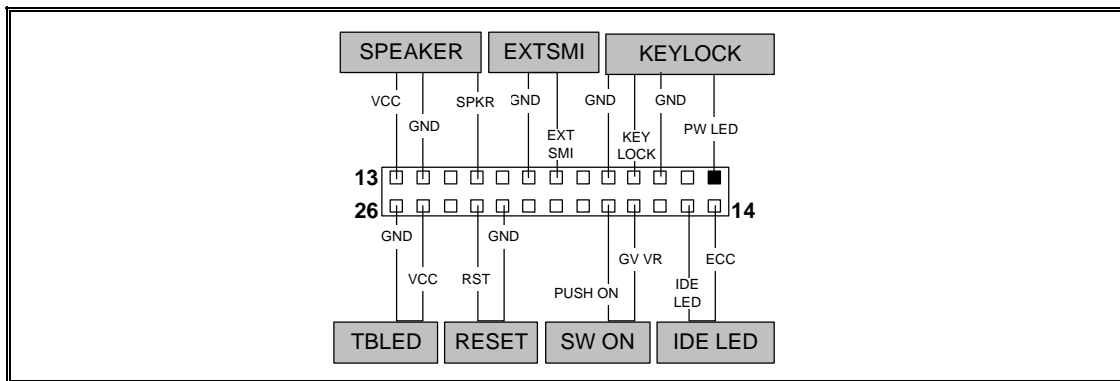 SPEAKER EXTSMI KEYLOCK
VCC SPKR GND GND GND
GND EXT SMI KEY LOCK PW LED
13
26 14
GND GND GV VR ECC
VCC RST PUSH ON IDE LED
TBLED RESET SW ON IDE LED